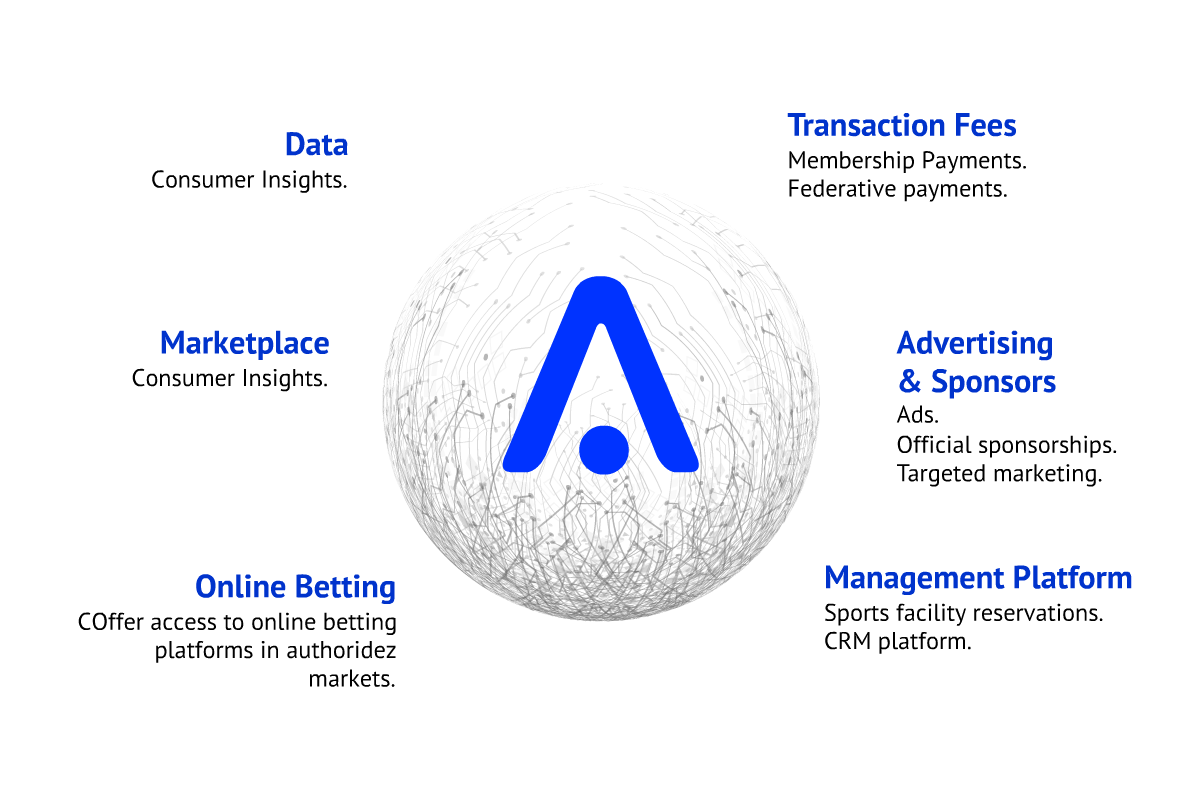 Data
Consumer Insights.
Transaction Fees
Membership Payments.
Federative payments.
Marketplace
Consumer Insights.
Advertising
& Sponsors
Ads.
Official sponsorships.
Targeted marketing.
Online Betting
COffer access to online betting
platforms in authoridez
markets.
Management Platform
Sports facility reservations.
CRM platform.